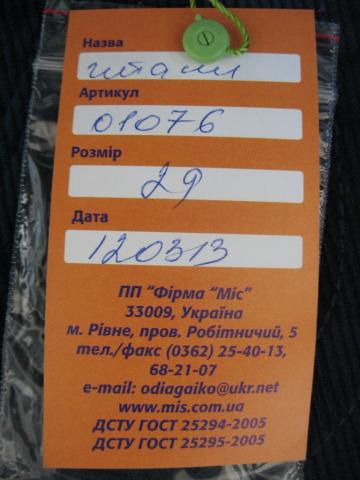 Назва
штани
Артикул
01076
Розмір
29
Дата
120313
ПП “Фірма “Міс”
33009, Україна
м. Рівне, пров. Робітничий, 5
тел./факс (0362) 25-40-13,
68-21-07
e-mail: odiagaiko@ukr.net
www.mis.com.ua
ДСТУ ГОСТ 25294-2005
ДСТУ ГОСТ 25295-2005